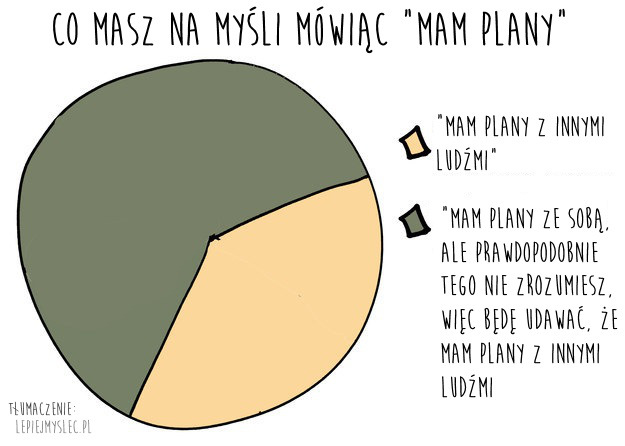 CO MASZ NA MYŚLI MÓWIĄC "MAM PLANY"
"MAM PLANY Z INNYMI
LUDŹMI"
"MAM PLANY ZE SOBĄ,
ALE PRAWDOPODOBNIE
TEGO NIE ZROZUMIESZ,
WIĘC BĘDĘ UDAWAĆ, ŻE
MAM PLANY Z INNYMI
LUDŹMI
TŁUMACZENIE:
LEPIEJMYSLEC.PL